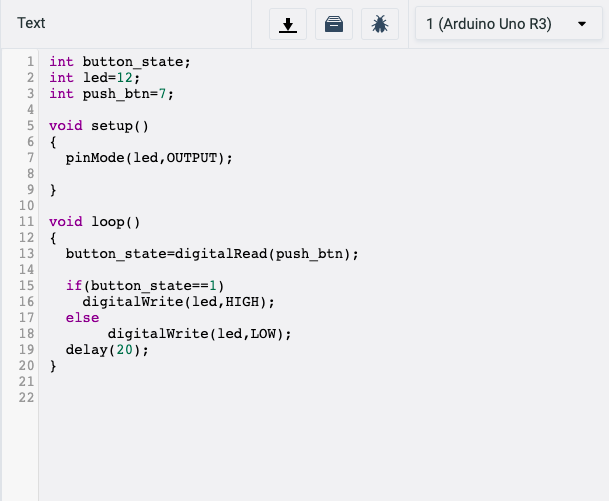 Text
1 (Arduino Uno R3)
1 int button_state;
2 int led=12;
3 int push_btn=7;
4
5 void setup()
6 {
7   pinMode(led,OUTPUT);
8
9 }
10
11 void loop()
12 {
13   button_state=digitalRead(push_btn);
14
15   if(button_state==1)
16     digitalWrite(led,HIGH);
17   else
18        digitalWrite(led,LOW);
19   delay(20);
20 }
21
22